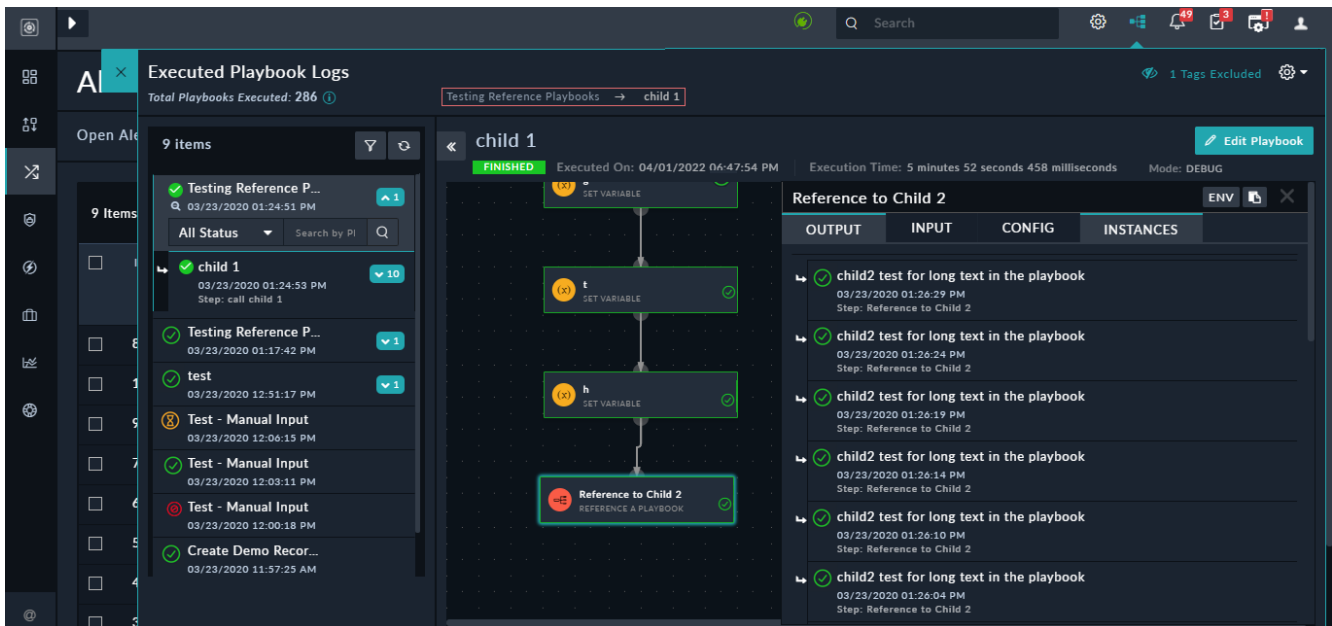 Search
49
3
!
Al
Executed Playbook Logs
Total Playbooks Executed: 286
Testing Reference Playbooks → child 1
1 Tags Excluded
Open Ale
9 items
child 1
Edit Playbook
FINISHED
Executed On: 04/01/2022 06:47:54 PM
Execution Time: 5 minutes 52 seconds 458 milliseconds
Mode: DEBUG
9 Items
Testing Reference P...
03/23/2020 01:24:51 PM
1
All Status
Search by Pl
child 1
03/23/2020 01:24:53 PM
Step: call child 1
10
Testing Reference P...
03/23/2020 01:17:42 PM
1
test
03/23/2020 12:51:17 PM
1
Test - Manual Input
03/23/2020 12:06:15 PM
Test - Manual Input
03/23/2020 12:03:11 PM
Test - Manual Input
03/23/2020 12:00:18 PM
Create Demo Recor...
03/23/2020 11:57:25 AM
8
1
9
7
6
5
4
@
(x)
SET VARIABLE
(x)
t
SET VARIABLE
(x)
h
SET VARIABLE
Reference to Child 2
REFERENCE A PLAYBOOK
Reference to Child 2
ENV
OUTPUT
INPUT
CONFIG
INSTANCES
child2 test for long text in the playbook
03/23/2020 01:26:29 PM
Step: Reference to Child 2
child2 test for long text in the playbook
03/23/2020 01:26:24 PM
Step: Reference to Child 2
child2 test for long text in the playbook
03/23/2020 01:26:19 PM
Step: Reference to Child 2
child2 test for long text in the playbook
03/23/2020 01:26:14 PM
Step: Reference to Child 2
child2 test for long text in the playbook
03/23/2020 01:26:10 PM
Step: Reference to Child 2
child2 test for long text in the playbook
03/23/2020 01:26:04 PM
Step: Reference to Child 2